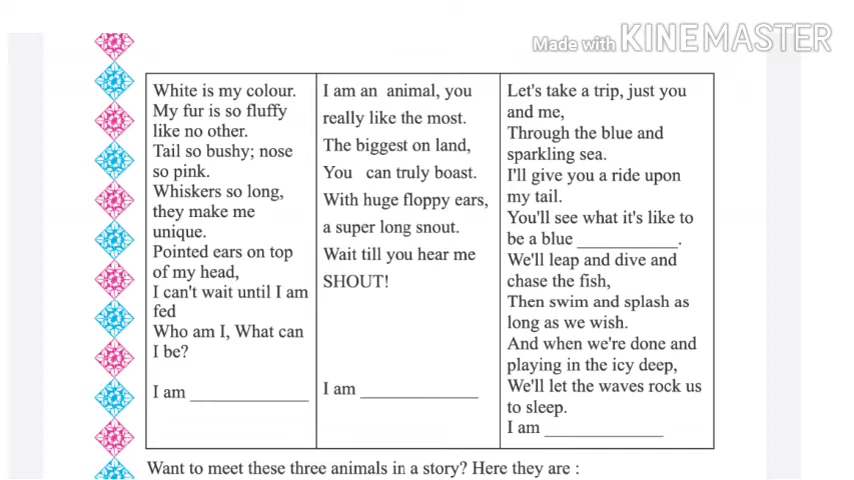 Made with KINEMASTER
White is my colour.
My fur is so fluffy
like no other.
Tail so bushy; nose
so pink.
Whiskers so long,
they make me
unique.
Pointed ears on top
of my head,
I can't wait until I am
fed
Who am I, What can
I be?
I am ____________
I am an animal, you
really like the most.
The biggest on land,
You can truly boast.
With huge floppy ears,
a super long snout.
Wait till you hear me
SHOUT!
I am ____________
Let's take a trip, just you
and me,
Through the blue and
sparkling sea.
I'll give you a ride upon
my tail.
You'll see what it's like to
be a blue __________.
We'll leap and dive and
chase the fish,
Then swim and splash as
long as we wish.
And when we're done and
playing in the icy deep,
We'll let the waves rock us
to sleep.
I am ____________
Want to meet these three animals in a story? Here they are :